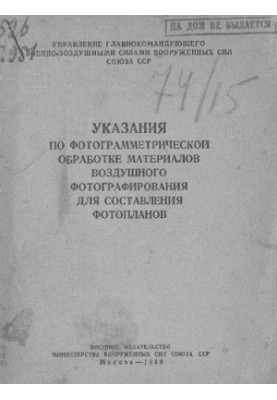 НА ДОМ НЕ ВЫДАЕТСЯ
УПРАВЛЕНИЕ ГЛАВНОКОМАНДУЮЩЕГО
ВОЗДУШНЫМИ СИЛАМИ ВООРУЖЕННЫХ СИЛ
СОЮЗА ССР
74/15
УКАЗАНИЯ
ПО ФОТОГРАММЕТРИЧЕСКОЙ
ОБРАБОТКЕ МАТЕРИАЛОВ
ВОЗДУШНОГО
ФОТОГРАФИРОВАНИЯ
ДЛЯ СОСТАВЛЕНИЯ
ФОТОПЛАНОВ
ВОЕННОЕ ИЗДАТЕЛЬСТВО
МИНИСТЕРСТВА ВООРУЖЕННЫХ СИЛ СОЮЗА ССР
Москва—1948